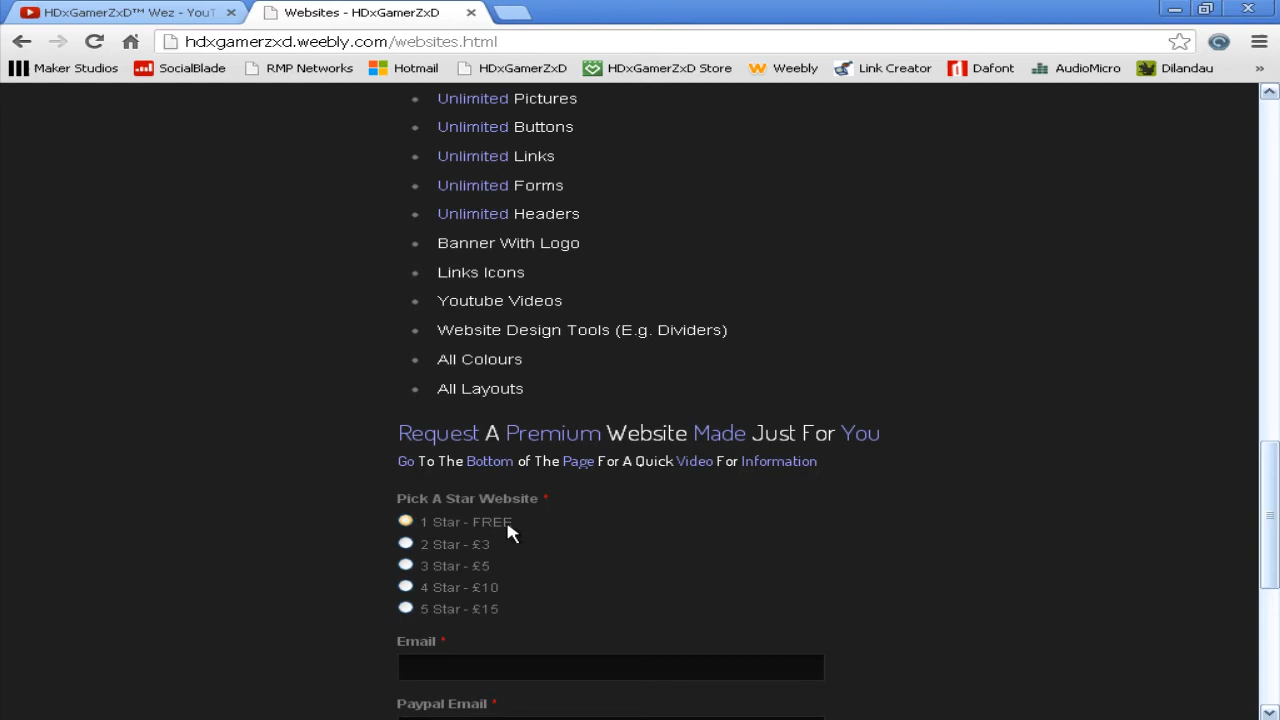 HDxGamerZxD™ Wez - YouT
Websites - HDxGamerZxD
hdxgamerzxd.weebly.com/websites.html
Maker Studios SocialBlade RMP Networks Hotmail HDxGamerZxD HDxGamerZxD Store Weebly Link Creator Dafont AudioMicro Dilandau »
Unlimited Pictures
Unlimited Buttons
Unlimited Links
Unlimited Forms
Unlimited Headers
Banner With Logo
Links Icons
Youtube Videos
Website Design Tools (E.g. Dividers)
All Colours
All Layouts
Request A Premium Website Made Just For You
Go To The Bottom of The Page For A Quick Video For Information
Pick A Star Website *
1 Star - FREE
2 Star - £3
3 Star - £5
4 Star - £10
5 Star - £15
Email *
Paypal Email *